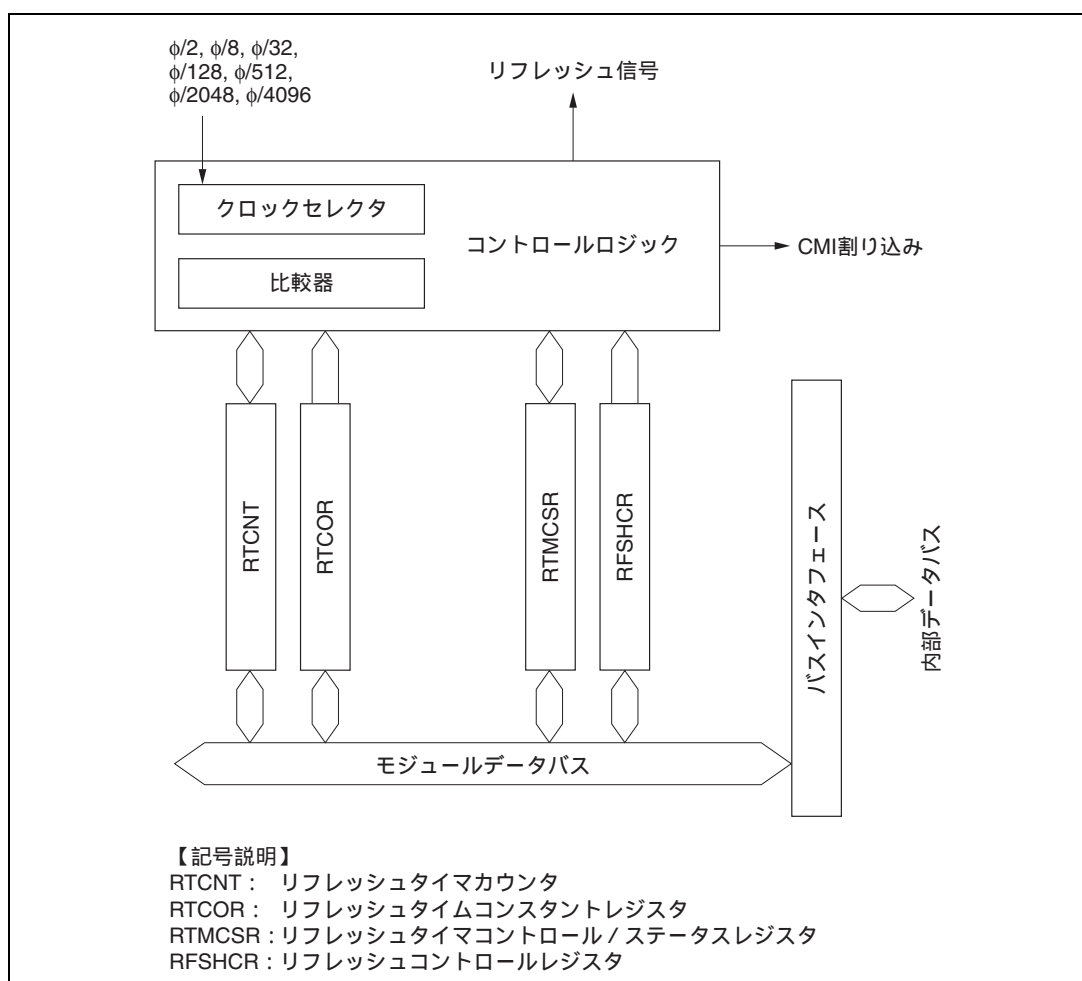 φ/2, φ/8, φ/32,
φ/128, φ/512,
φ/2048, φ/4096
リフレッシュ信号
クロックセレクタ
コントロールロジック
CMI割り込み
比較器
RTCNT
RTCOR
RTMCSR
RFSHCR
バスインタフェース
内部データバス
モジュールデータバス
【記号説明】
RTCNT : リフレッシュタイマカウンタ
RTCOR : リフレッシュタイムコンスタントレジスタ
RTMCSR : リフレッシュタイマコントロール / ステータスレジスタ
RFSHCR : リフレッシュコントロールレジスタ